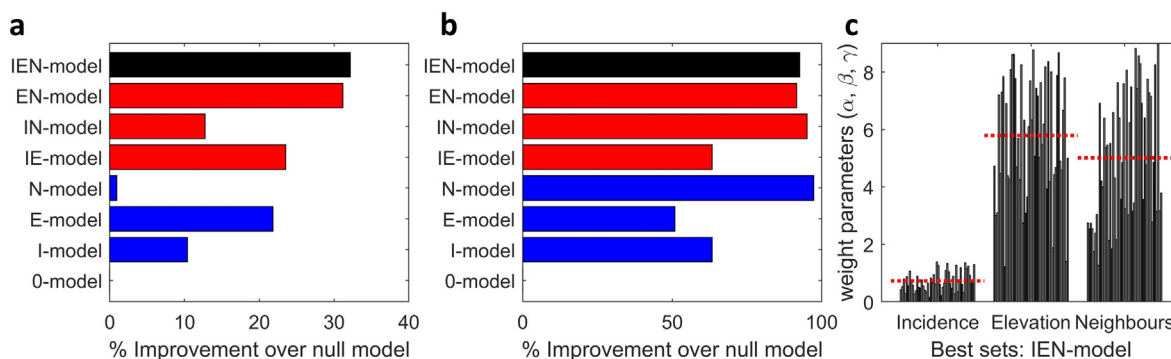 a
IEN-model
EN-model
IN-model
IE-model
N-model
E-model
I-model
0-model
0 10 20 30 40
% Improvement over null model
b
IEN-model
EN-model
IN-model
IE-model
N-model
E-model
I-model
0-model
0 50 100
% Improvement over null model
c
weight parameters (α, β, γ)
8
6
4
2
0
Incidence Elevation Neighbours
Best sets: IEN-model